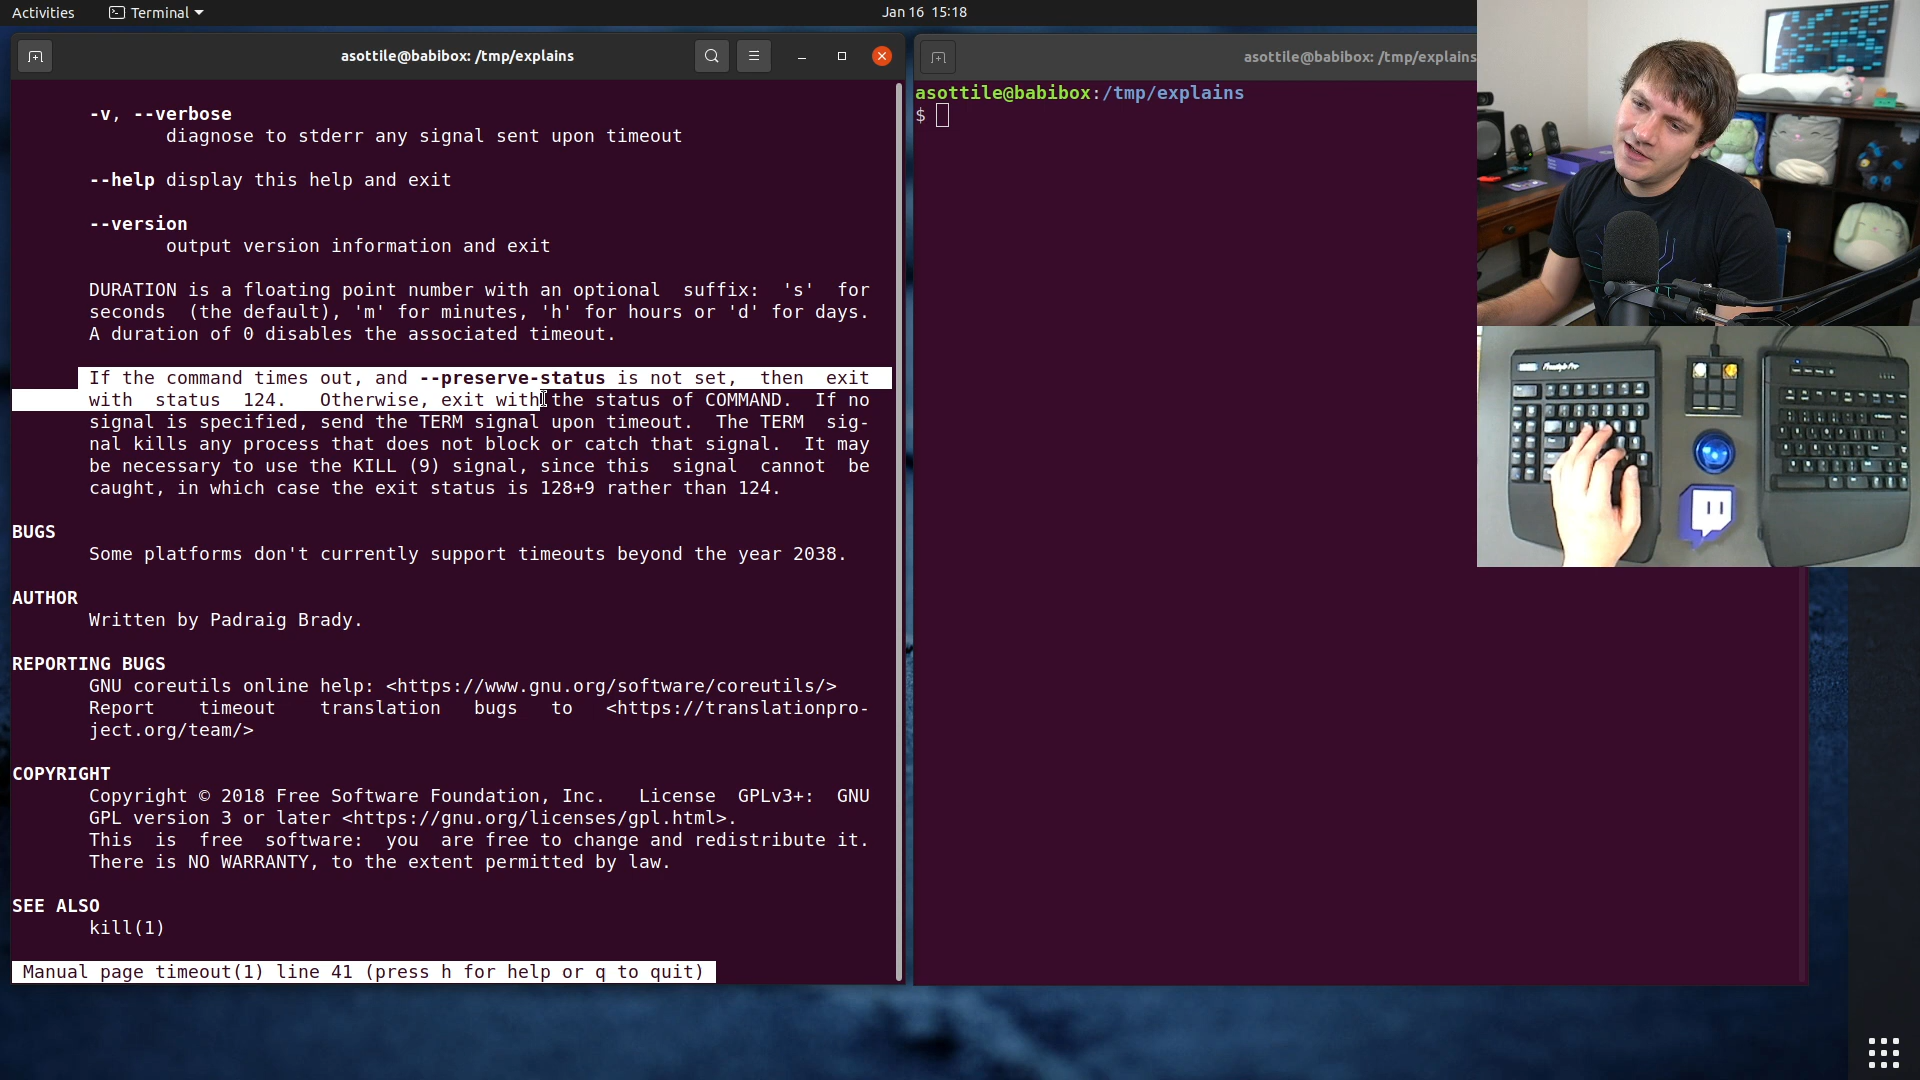 Activities
Terminal
Jan 16 15:18
asottile@babibox: /tmp/explains
-v, --verbose
diagnose to stderr any signal sent upon timeout
--help display this help and exit
--version
output version information and exit
DURATION is a floating point number with an optional suffix: 's' for
seconds (the default), 'm' for minutes, 'h' for hours or 'd' for days.
A duration of 0 disables the associated timeout.
If the command times out, and --preserve-status is not set, then exit
with status 124. Otherwise, exit with the status of COMMAND. If no
signal is specified, send the TERM signal upon timeout. The TERM sig-
nal kills any process that does not block or catch that signal. It may
be necessary to use the KILL (9) signal, since this signal cannot be
caught, in which case the exit status is 128+9 rather than 124.
BUGS
Some platforms don't currently support timeouts beyond the year 2038.
AUTHOR
Written by Padraig Brady.
REPORTING BUGS
GNU coreutils online help: <https://www.gnu.org/software/coreutils/>
Report timeout translation bugs to <https://translationpro-
ject.org/team/>
COPYRIGHT
Copyright © 2018 Free Software Foundation, Inc. License GPLv3+: GNU
GPL version 3 or later <https://gnu.org/licenses/gpl.html>.
This is free software: you are free to change and redistribute it.
There is NO WARRANTY, to the extent permitted by law.
SEE ALSO
kill(1)
Manual page timeout(1) line 41 (press h for help or q to quit)
asottile@babibox: /tmp/explains
asottile@babibox:/tmp/explains
$